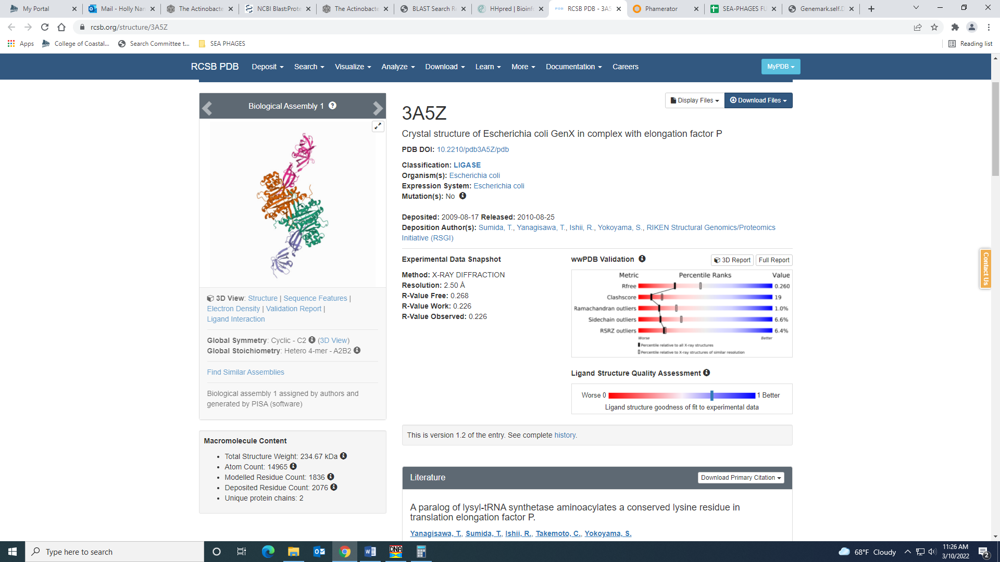 My Portal
Mail - Holly Nan
The Actinobacte
NCBI Blast:Prote
The Actinobacte
BLAST Search Re
HHpred | Bioinfo
RCSB PDB - 3A5
Phamerator
SEA-PHAGES FU
Genemark.self.D
rcsb.org/structure/3A5Z
Apps
College of Coastal...
Search Committee t...
SEA PHAGES
Reading list
RCSB PDB
Deposit
Search
Visualize
Analyze
Download
Learn
More
Documentation
Careers
MyPDB
Biological Assembly 1
Display Files
Download Files
3A5Z
Crystal structure of Escherichia coli GenX in complex with elongation factor P
PDB DOI: 10.2210/pdb3A5Z/pdb
Classification: LIGASE
Organism(s): Escherichia coli
Expression System: Escherichia coli
Mutation(s): No
Deposited: 2009-08-17 Released: 2010-08-25
Deposition Author(s): Sumida, T., Yanagisawa, T., Ishii, R., Yokoyama, S., RIKEN Structural Genomics/Proteomics
Initiative (RSGI)
3D View: Structure | Sequence Features |
Electron Density | Validation Report |
Ligand Interaction
Global Symmetry: Cyclic - C2 (3D View)
Global Stoichiometry: Hetero 4-mer - A2B2
Find Similar Assemblies
Biological assembly 1 assigned by authors and
generated by PISA (software)
Macromolecule Content
Total Structure Weight: 234.67 kDa
Atom Count: 14965
Modelled Residue Count: 1836
Deposited Residue Count: 2076
Unique protein chains: 2
Experimental Data Snapshot
Method: X-RAY DIFFRACTION
Resolution: 2.50 Å
R-Value Free: 0.268
R-Value Work: 0.226
R-Value Observed: 0.226
wwPDB Validation
3D Report
Full Report
Metric Percentile Ranks Value
Rfree 0.260
Clashscore 19
Ramachandran outliers 1.0%
Sidechain outliers 6.6%
RSRZ outliers 6.4%
Worse Better
Percentile relative to all X-ray structures
Percentile relative to X-ray structures of similar resolution
Ligand Structure Quality Assessment
Worse 0 1 Better
Ligand structure goodness of fit to experimental data
This is version 1.2 of the entry. See complete history.
Literature
Download Primary Citation
A paralog of lysyl-tRNA synthetase aminoacylates a conserved lysine residue in
translation elongation factor P.
Yanagisawa, T., Sumida, T., Ishii, R., Takemoto, C., Yokoyama, S.
Contact Us
Type here to search
DNA
68°F Cloudy
11:26 AM
3/10/2022
2